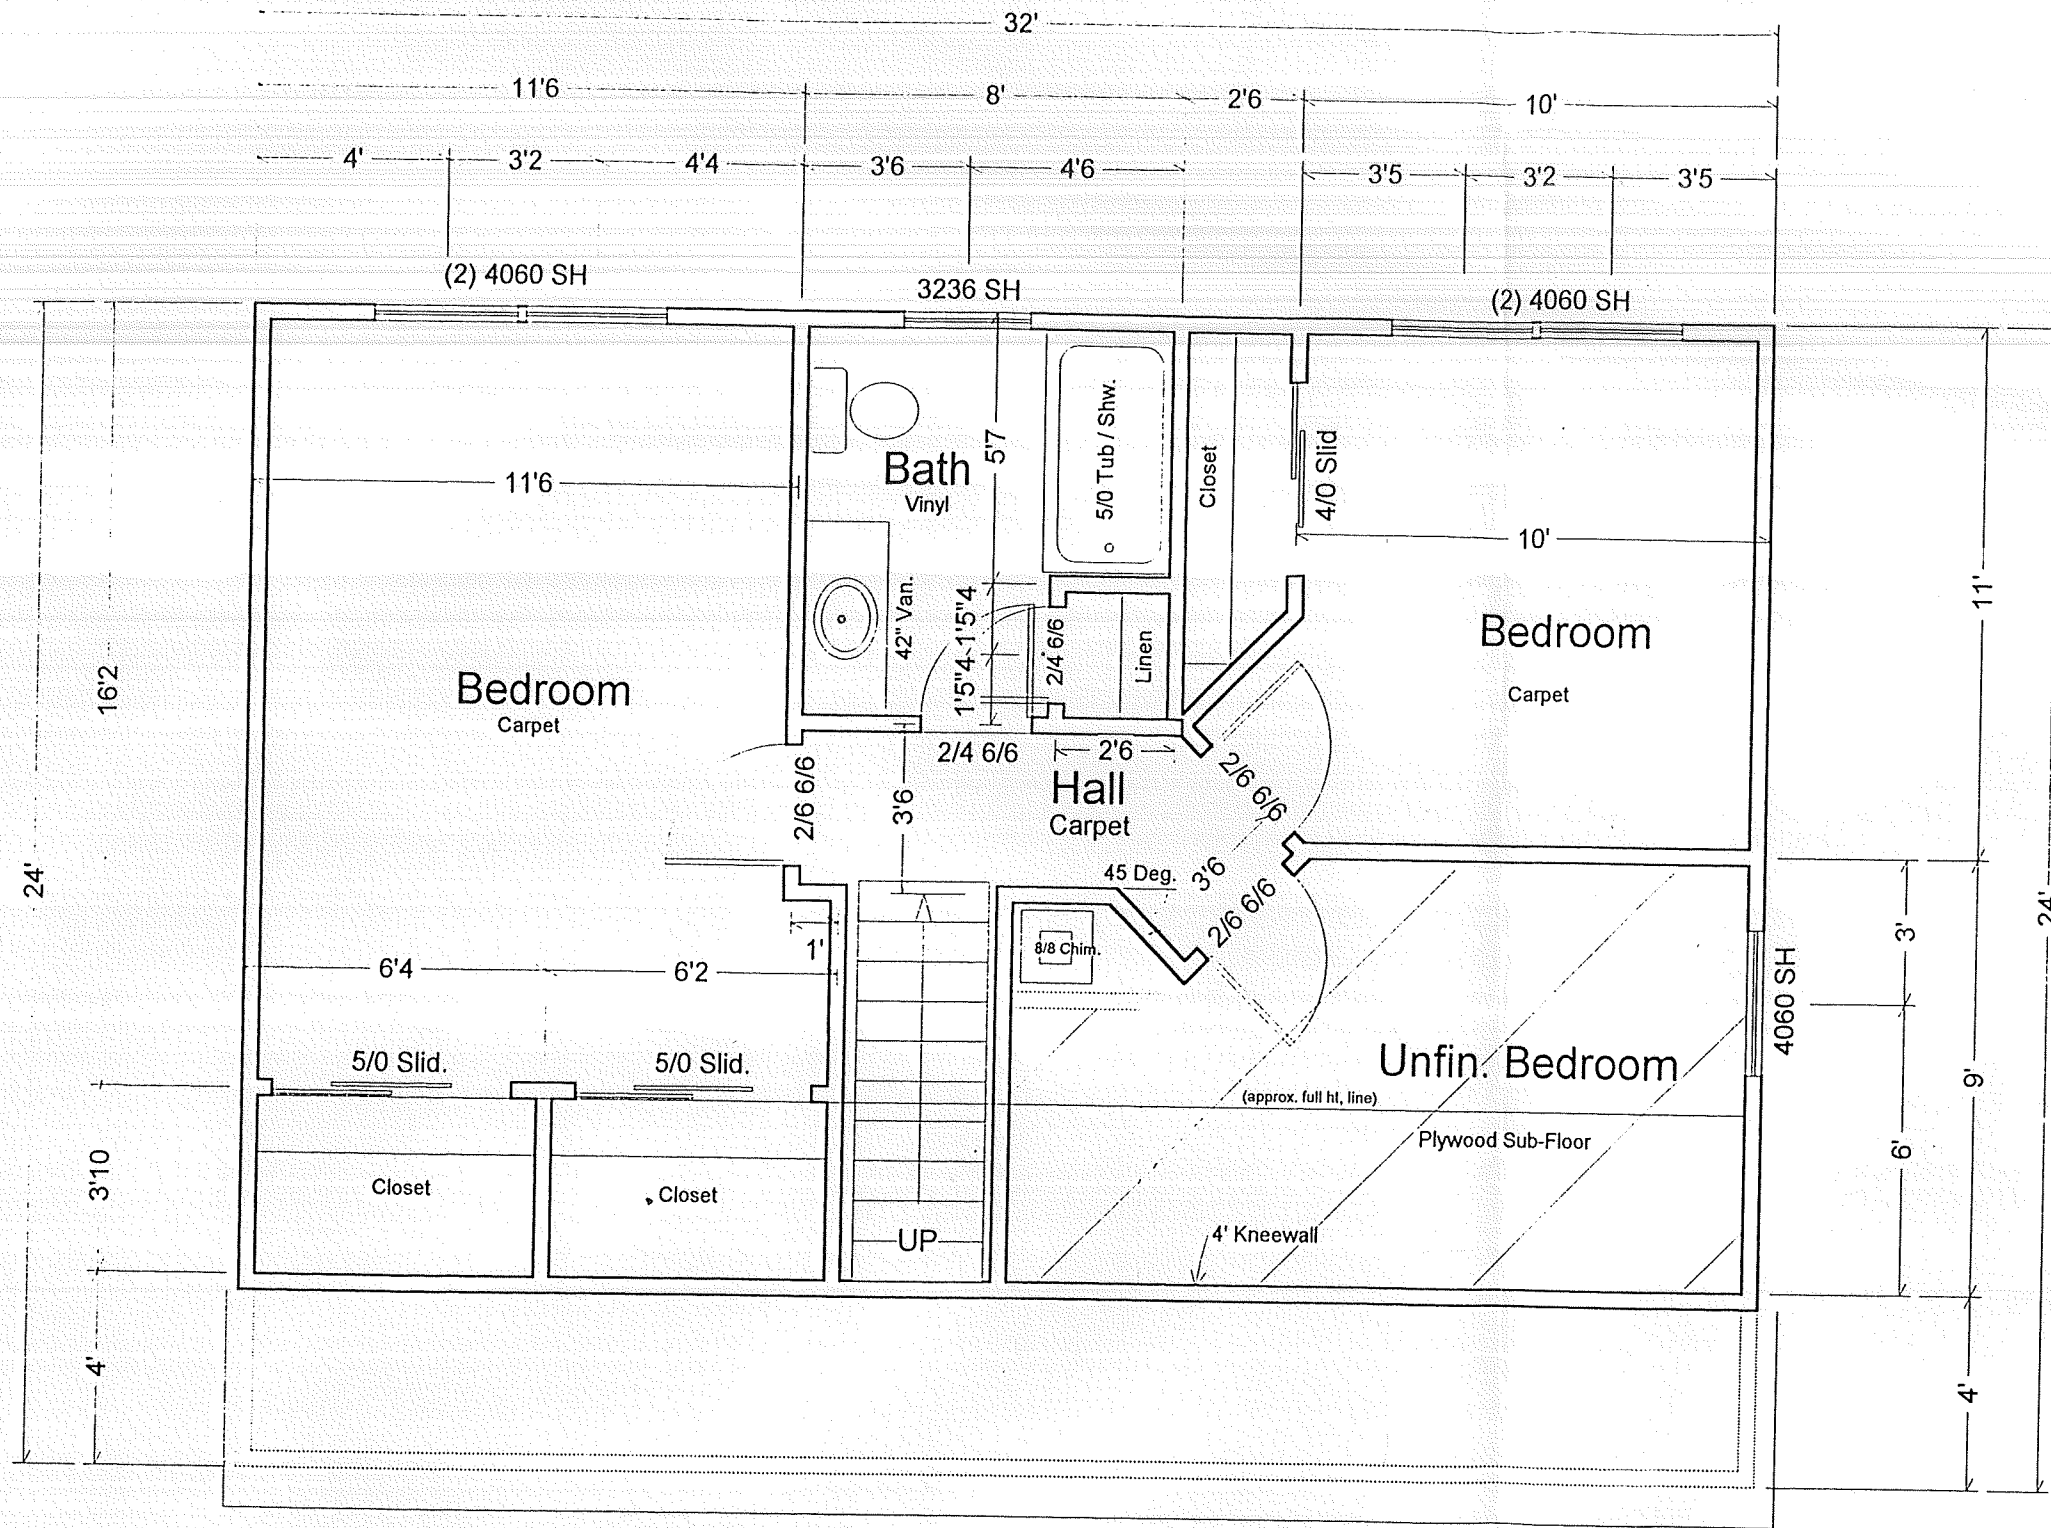 32'
11'6 8' 2'6 10'
4' 3'2 4'4 3'6 4'6 3'5 3'2 3'5
(2) 4060 SH 3236 SH (2) 4060 SH
5/0 Tub / Shw.
5'7
Bath
Vinyl
Closet
4/0 Slid
11'6
10'
42" Van.
1'5"4
1'5"4
2/4 6/6
Linen
Bedroom
Carpet
Bedroom
Carpet
16'2
24'
11'
2/4 6/6
2'6
2/6 6/6
2/6 6/6
3'6
Hall
Carpet
45 Deg.
3'6
2/6 6/6
24'
3'
1'
8/8 Chim.
6'4 6'2
4060 SH
5/0 Slid. 5/0 Slid.
Unfin. Bedroom
(approx. full ht, line)
9'
Plywood Sub-Floor
6'
3'10
Closet
Closet
UP
4' Kneewall
4'
4'